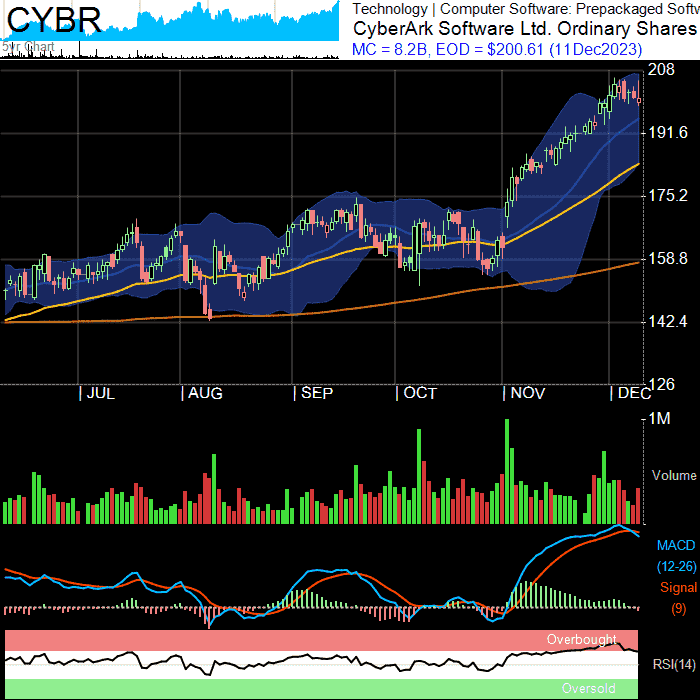 CYBR
5yr Chart
Technology | Computer Software: Prepackaged Softw
CyberArk Software Ltd. Ordinary Shares
MC = 8.2B, EOD = $200.61 (11Dec2023)
208
191.6
175.2
158.8
142.4
126
| JUL | AUG | SEP | OCT | NOV | DEC
1M
Volume
MACD
(12-26)
Signal
(9)
Overbought
RSI(14)
Oversold